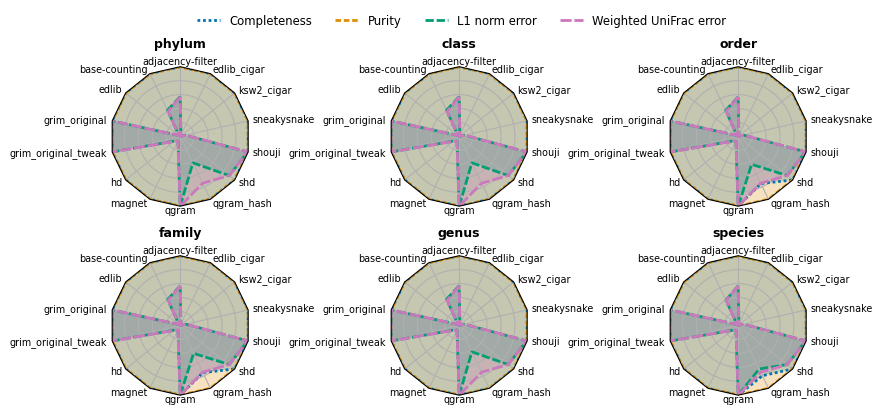 Completeness Purity L1 norm error Weighted UniFrac error
phylum class order
adjacency-filter
edlib_cigar
ksw2_cigar
sneakysnake
shouji
shd
qgram_hash
qgram
magnet
hd
grim_original_tweak
grim_original
edlib
base-counting
adjacency-filter
edlib_cigar
ksw2_cigar
sneakysnake
shouji
shd
qgram_hash
qgram
magnet
hd
grim_original_tweak
grim_original
edlib
base-counting
adjacency-filter
edlib_cigar
ksw2_cigar
sneakysnake
shouji
shd
qgram_hash
qgram
magnet
hd
grim_original_tweak
grim_original
edlib
base-counting
family genus species
adjacency-filter
edlib_cigar
ksw2_cigar
sneakysnake
shouji
shd
qgram_hash
qgram
magnet
hd
grim_original_tweak
grim_original
edlib
base-counting
adjacency-filter
edlib_cigar
ksw2_cigar
sneakysnake
shouji
shd
qgram_hash
qgram
magnet
hd
grim_original_tweak
grim_original
edlib
base-counting
adjacency-filter
edlib_cigar
ksw2_cigar
sneakysnake
shouji
shd
qgram_hash
qgram
magnet
hd
grim_original_tweak
grim_original
edlib
base-counting